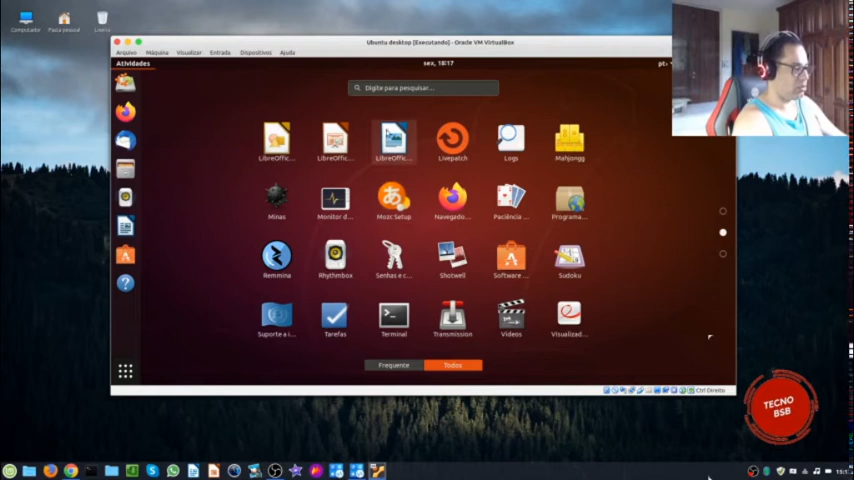 Ubuntu desktop [Executando] - Oracle VM VirtualBox
Computador
Pasta pessoal
Lixeira
Arquivo Máquina Visualizar Entrada Dispositivos Ajuda
Atividades
sex, 18:17
pt
Digite para pesquisar...
LibreOffic...
LibreOffic...
LibreOffic...
Livepatch
Logs
Mahjongg
Minas
Monitor d...
Mozc Setup
Navegado...
Paciência ...
Programa...
Remmina
Rhythmbox
Senhas e c...
Shotwell
Software ...
Sudoku
Suporte a i...
Tarefas
Terminal
Transmission
Vídeos
Visualizad...
Frequente
Todos
Ctrl Direito
TECNO
BSB